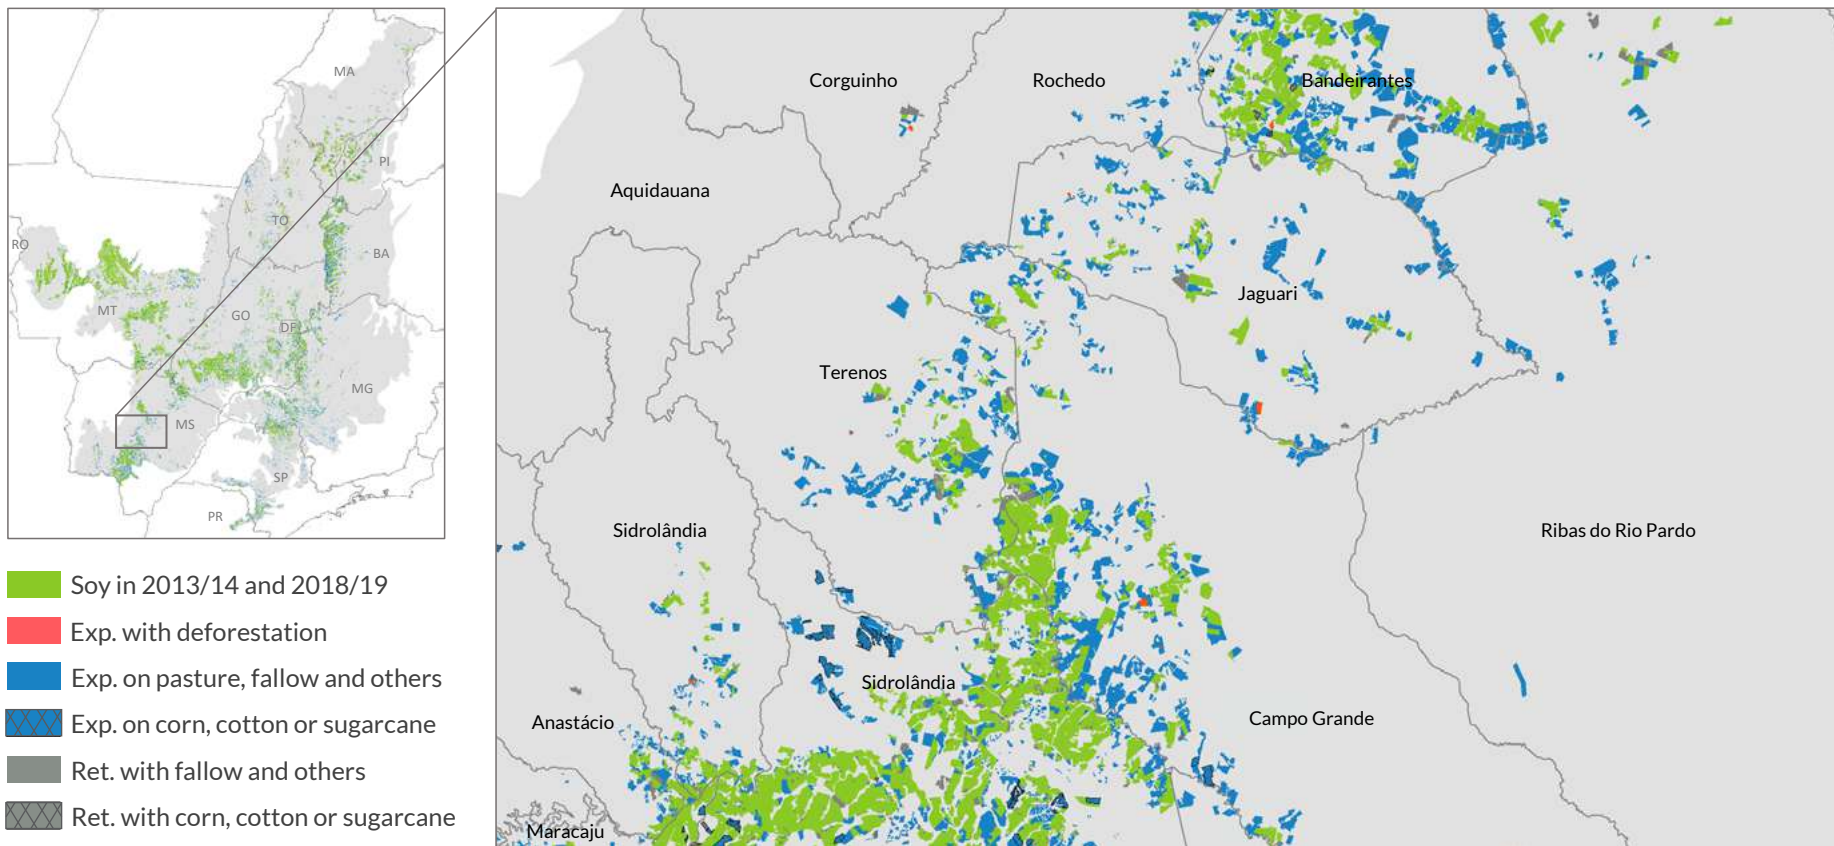 MA
PI
TO
RO
BA
MT
GO
DF
MG
MS
SP
PR
Soy in 2013/14 and 2018/19
Exp. with deforestation
Exp. on pasture, fallow and others
Exp. on corn, cotton or sugarcane
Ret. with fallow and others
Ret. with corn, cotton or sugarcane
Corguinho
Rochedo
Bandeirantes
Aquidauana
Jaguari
Terenos
Sidrolândia
Ribas do Rio Pardo
Sidrolândia
Anastácio
Campo Grande
Maracaju